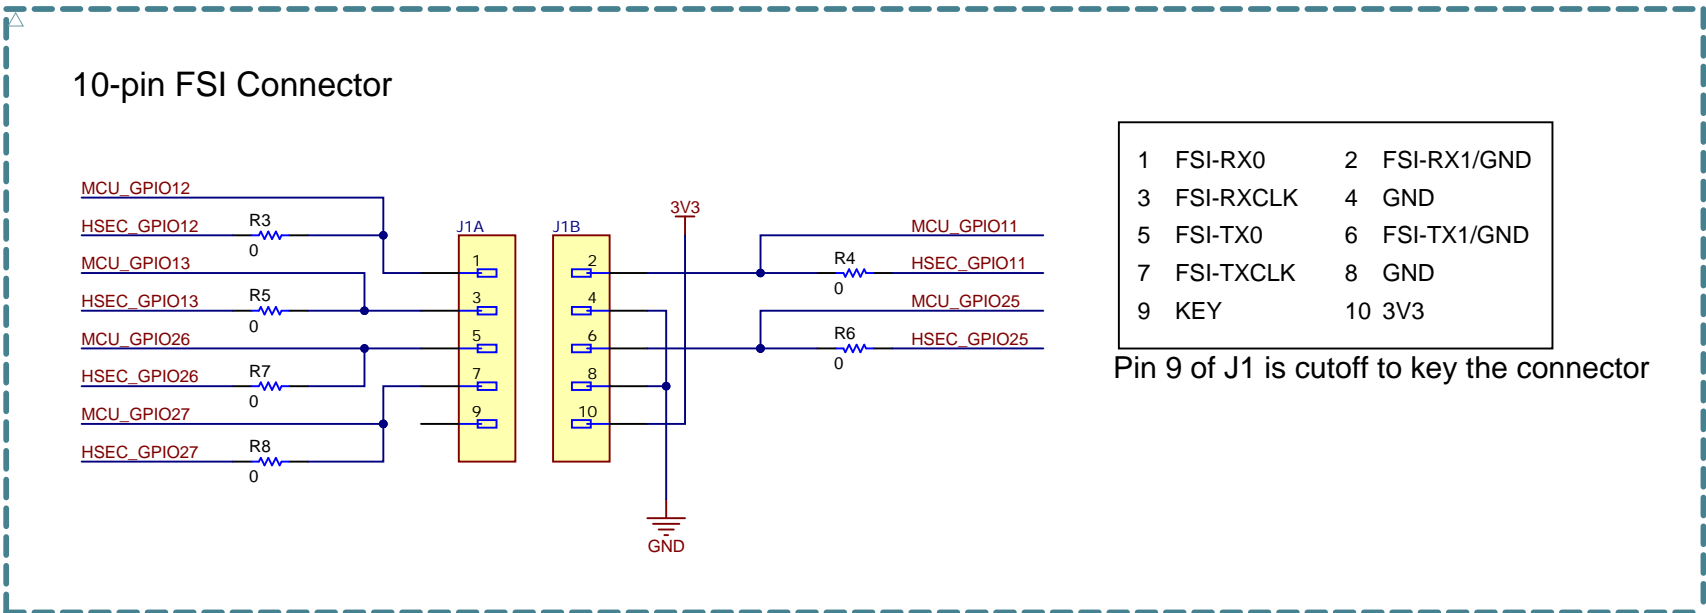 10-pin FSI Connector
MCU_GPIO12
HSEC_GPIO12
R3
0
MCU_GPIO13
HSEC_GPIO13
R5
0
MCU_GPIO26
HSEC_GPIO26
R7
0
MCU_GPIO27
HSEC_GPIO27
R8
0
J1A
1
3
5
7
9
J1B
2
4
6
8
10
3V3
GND
MCU_GPIO11
R4
0
HSEC_GPIO11
MCU_GPIO25
R6
0
HSEC_GPIO25
1 FSI-RX0 2 FSI-RX1/GND
3 FSI-RXCLK 4 GND
5 FSI-TX0 6 FSI-TX1/GND
7 FSI-TXCLK 8 GND
9 KEY 10 3V3
Pin 9 of J1 is cutoff to key the connector